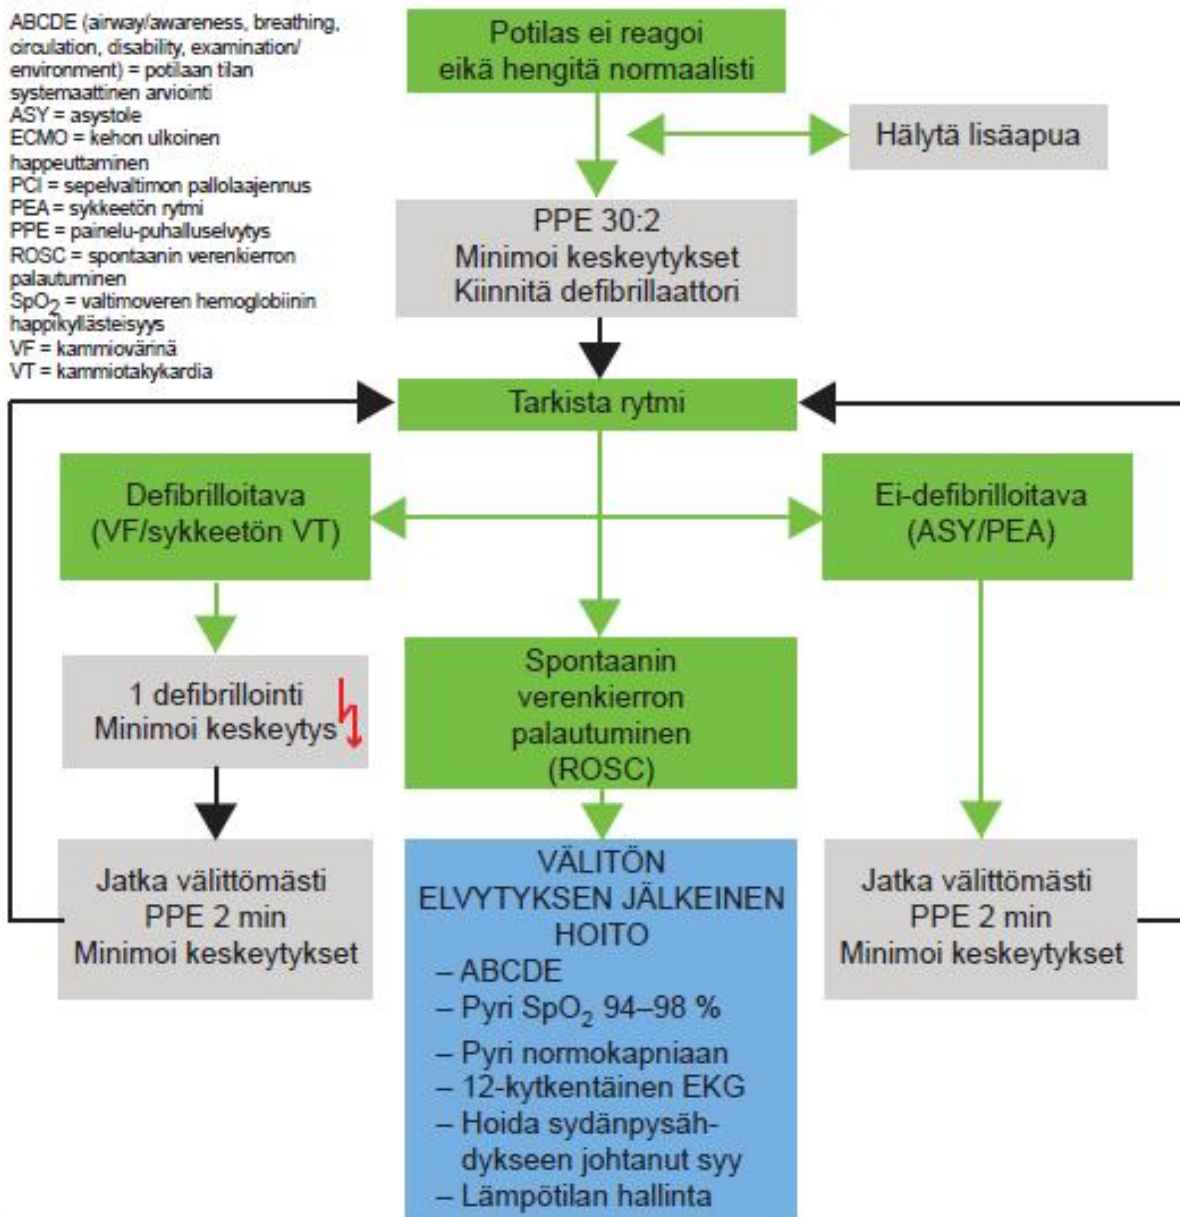 ABCDE (airway/awareness, breathing,
circulation, disability, examination/
environment) = potilaan tilan
systemaattinen arviointi
ASY = asystole
ECMO = kehon ulkoinen
happeuttaminen
PCI = sepelvaltimon pallolaajennus
PEA = sykkeetön rytmi
PPE = painelu-puhalluselvytys
ROSC = spontaanin verenkierron
palautuminen
SpO₂ = valtimoveren hemoglobiinin
happikyllästeisyys
VF = kammiovärinä
VT = kammiotakykardia
Potilas ei reagoi
eikä hengitä normaalisti
Hälytä lisäapua
PPE 30:2
Minimoi keskeytykset
Kiinnitä defibrillaattori
Tarkista rytmi
Defibrilloitava
(VF/sykkeetön VT)
Ei-defibrilloitava
(ASY/PEA)
1 defibrillointi
Minimoi keskeytys
Spontaanin
verenkierron
palautuminen
(ROSC)
Jatka välittömästi
PPE 2 min
Minimoi keskeytykset
VÄLITÖN
ELVYTYKSEN JÄLKEINEN
HOITO
– ABCDE
– Pyri SpO₂ 94–98 %
– Pyri normokapniaan
– 12-kytkentäinen EKG
– Hoida sydänpysäh-
dykseen johtanut syy
– Lämpötilan hallinta
Jatka välittömästi
PPE 2 min
Minimoi keskeytykset